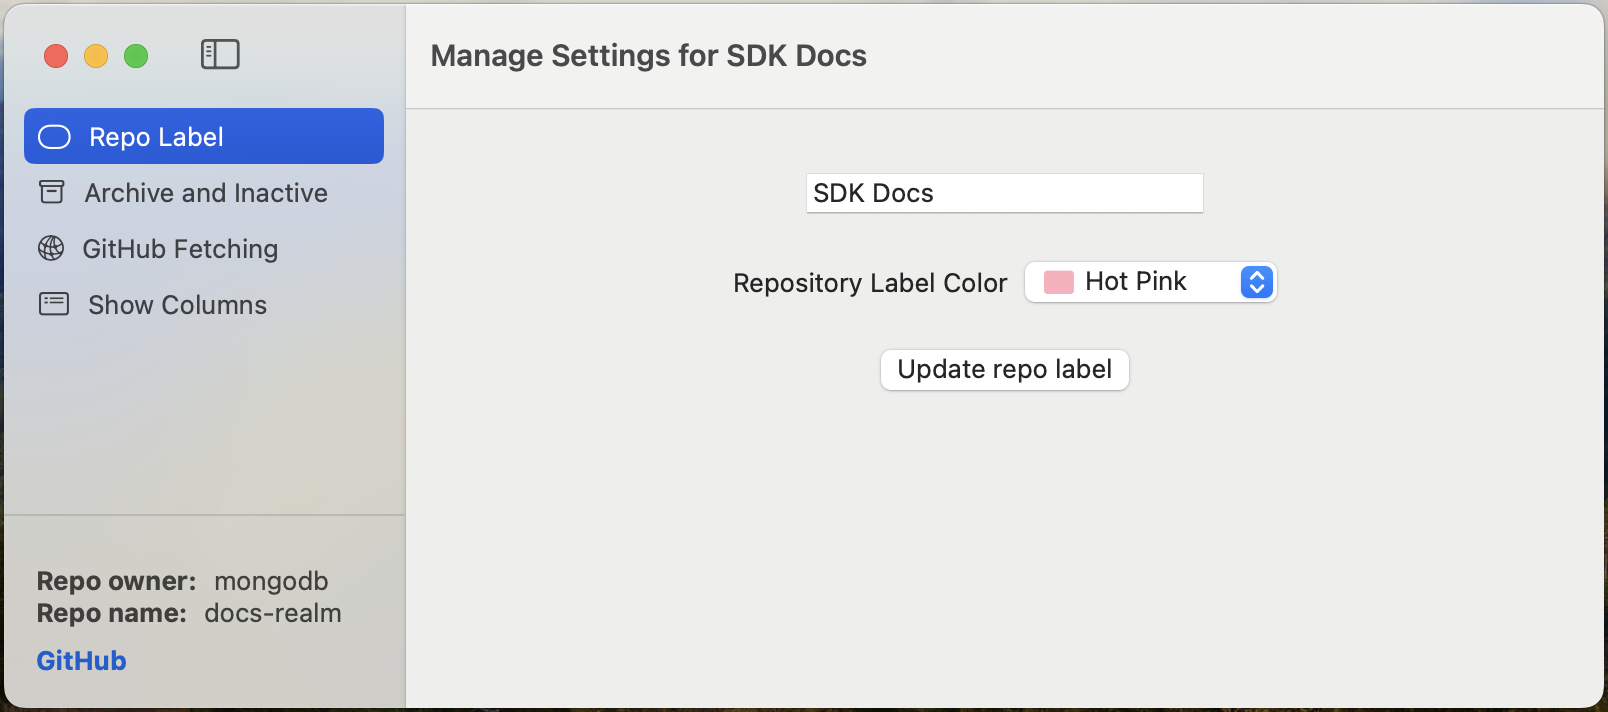 Manage Settings for SDK Docs
Repo Label
Archive and Inactive
GitHub Fetching
Show Columns
Repo owner: mongodb
Repo name: docs-realm
GitHub
SDK Docs
Repository Label Color Hot Pink
Update repo label